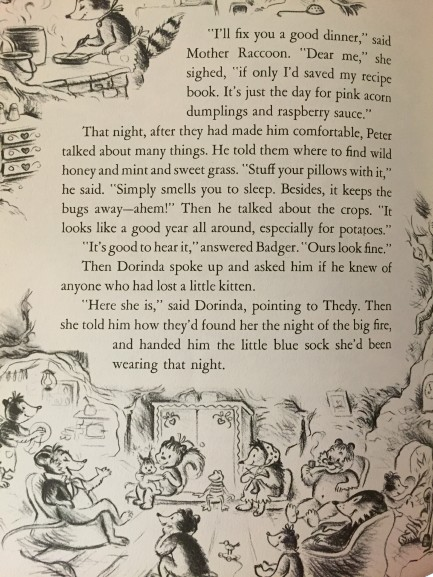 "I'll fix you a good dinner," said
Mother Raccoon. "Dear me," she
sighed, "if only I'd saved my recipe
book. It's just the day for pink acorn
dumplings and raspberry sauce."
That night, after they had made him comfortable, Peter
talked about many things. He told them where to find wild
honey and mint and sweet grass. "Stuff your pillows with it,"
he said. "Simply smells you to sleep. Besides, it keeps the
bugs away—ahem!" Then he talked about the crops. "It
looks like a good year all around, especially for potatoes."
"It's good to hear it," answered Badger. "Ours look fine."
Then Dorinda spoke up and asked him if he knew of
anyone who had lost a little kitten.
"Here she is," said Dorinda, pointing to Thedy. Then
she told him how they'd found her the night of the big fire,
and handed him the little blue sock she'd been
wearing that night.